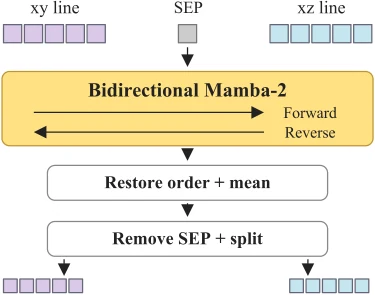 xy line SEP xz line
Bidirectional Mamba-2
Forward
Reverse
Restore order + mean
Remove SEP + split